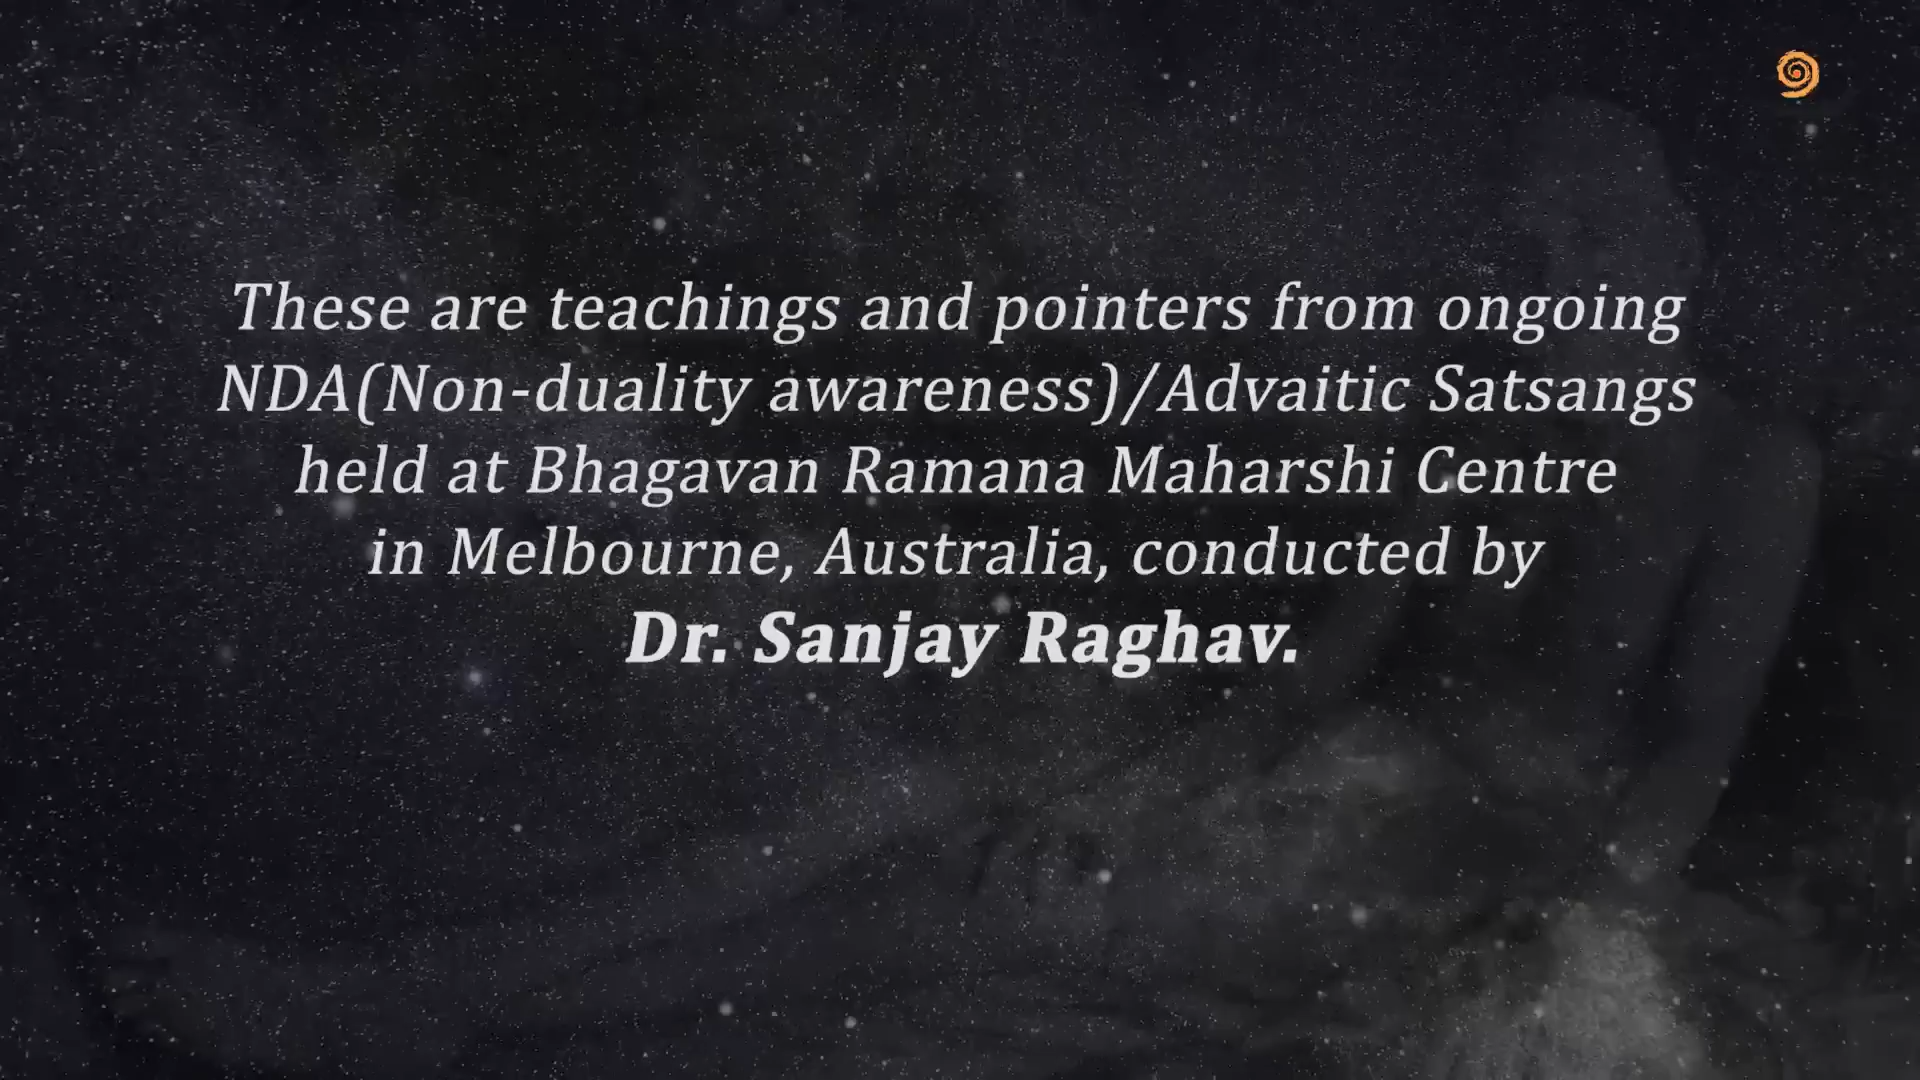 These are teachings and pointers from ongoing
NDA(Non-duality awareness)/Advaitic Satsangs
held at Bhagavan Ramana Maharshi Centre
in Melbourne, Australia, conducted by
Dr. Sanjay Raghav.